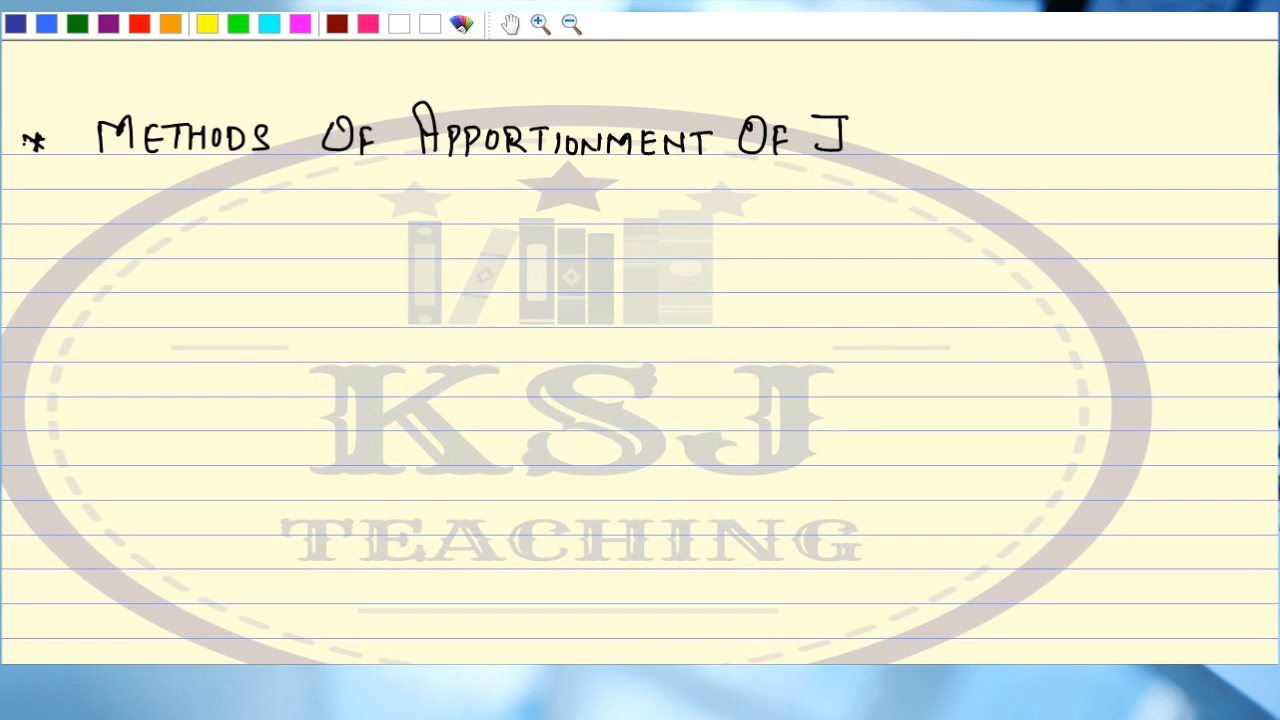 * METHODS OF APPORTIONMENT OF J
KSJ
TEACHING